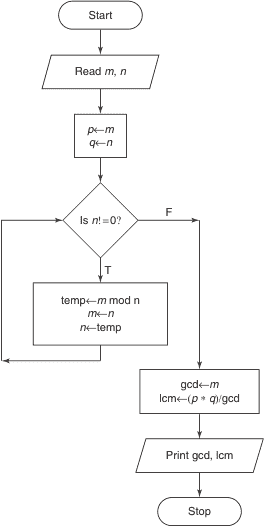 Start
Read m, n
p←m
q←n
Is n!=0?
F
T
temp←m mod n
m←n
n←temp
gcd←m
lcm←(p * q)/gcd
Print gcd, lcm
Stop